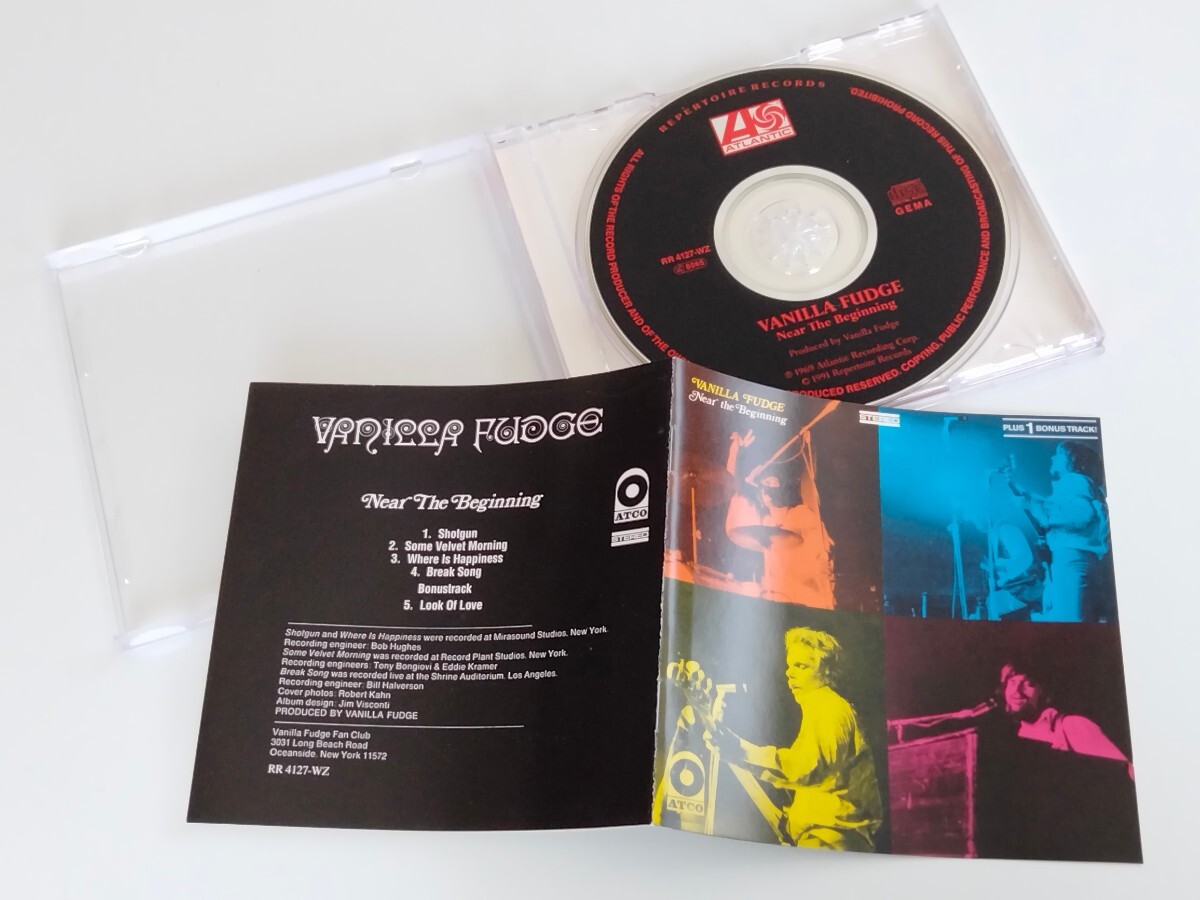 REPERTOIRE RECORDS
ATLANTIC
ALL RIGHTS OF THE RECORD PRODUCER AND OF THE
RODUCED RESERVED. COPYING, PUBLIC PERFORMANCE AND BROADCASTING OF THIS RECORD PROHIBITED.
GEMA
RR 4127-WZ
VANILLA FUDGE
Near The Beginning
Produced by Vanilla Fudge
℗ 1969 Atlantic Recording Corp.
© 1991 Repertoire Records
VANILLA FUDGE
Near The Beginning
ATCO
STEREO
1. Shotgun
2. Some Velvet Morning
3. Where Is Happiness
4. Break Song
Bonustrack
5. Look Of Love
Shotgun and Where Is Happiness were recorded at Mirasound Studios. New York.
Recording engineer: Bob Hughes
Some Velvet Morning was recorded at Record Plant Studios. New York.
Recording engineers: Tony Bongiovi & Eddie Kramer
Break Song was recorded live at the Shrine Auditorium. Los Angeles.
Recording engineer: Bill Halverson
Cover photos: Robert Kahn
Album design: Jim Visconti
PRODUCED BY VANILLA FUDGE
Vanilla Fudge Fan Club
3031 Long Beach Road
Oceanside. New York 11572
RR 4127-WZ
VANILLA FUDGE
Near the Beginning
STEREO
PLUS 1 BONUS TRACK!
ATCO